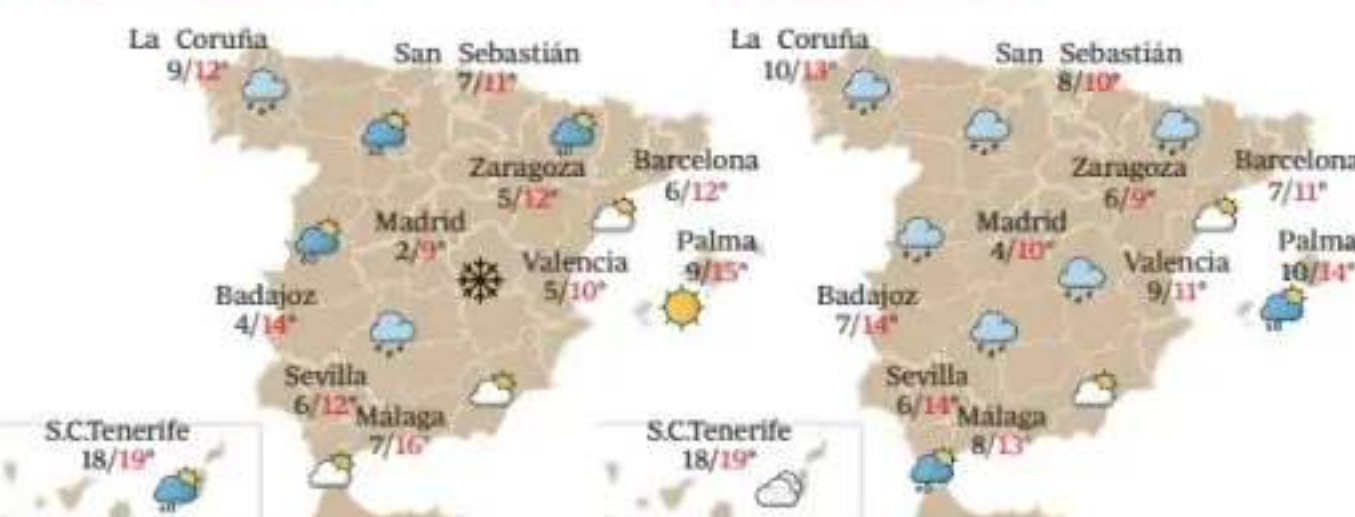 La Coruña
9/12°
San Sebastián
7/11°
Zaragoza
5/12°
Barcelona
6/12°
Madrid
2/9°
Palma
9/15°
Valencia
5/10°
Badajoz
4/14°
Sevilla
6/12°
Málaga
7/16°
S.C.Tenerife
18/19°
La Coruña
10/13°
San Sebastián
8/10°
Zaragoza
6/9°
Barcelona
7/11°
Madrid
4/10°
Palma
10/14°
Valencia
9/11°
Badajoz
7/14°
Sevilla
6/14°
Málaga
8/13°
S.C.Tenerife
18/19°